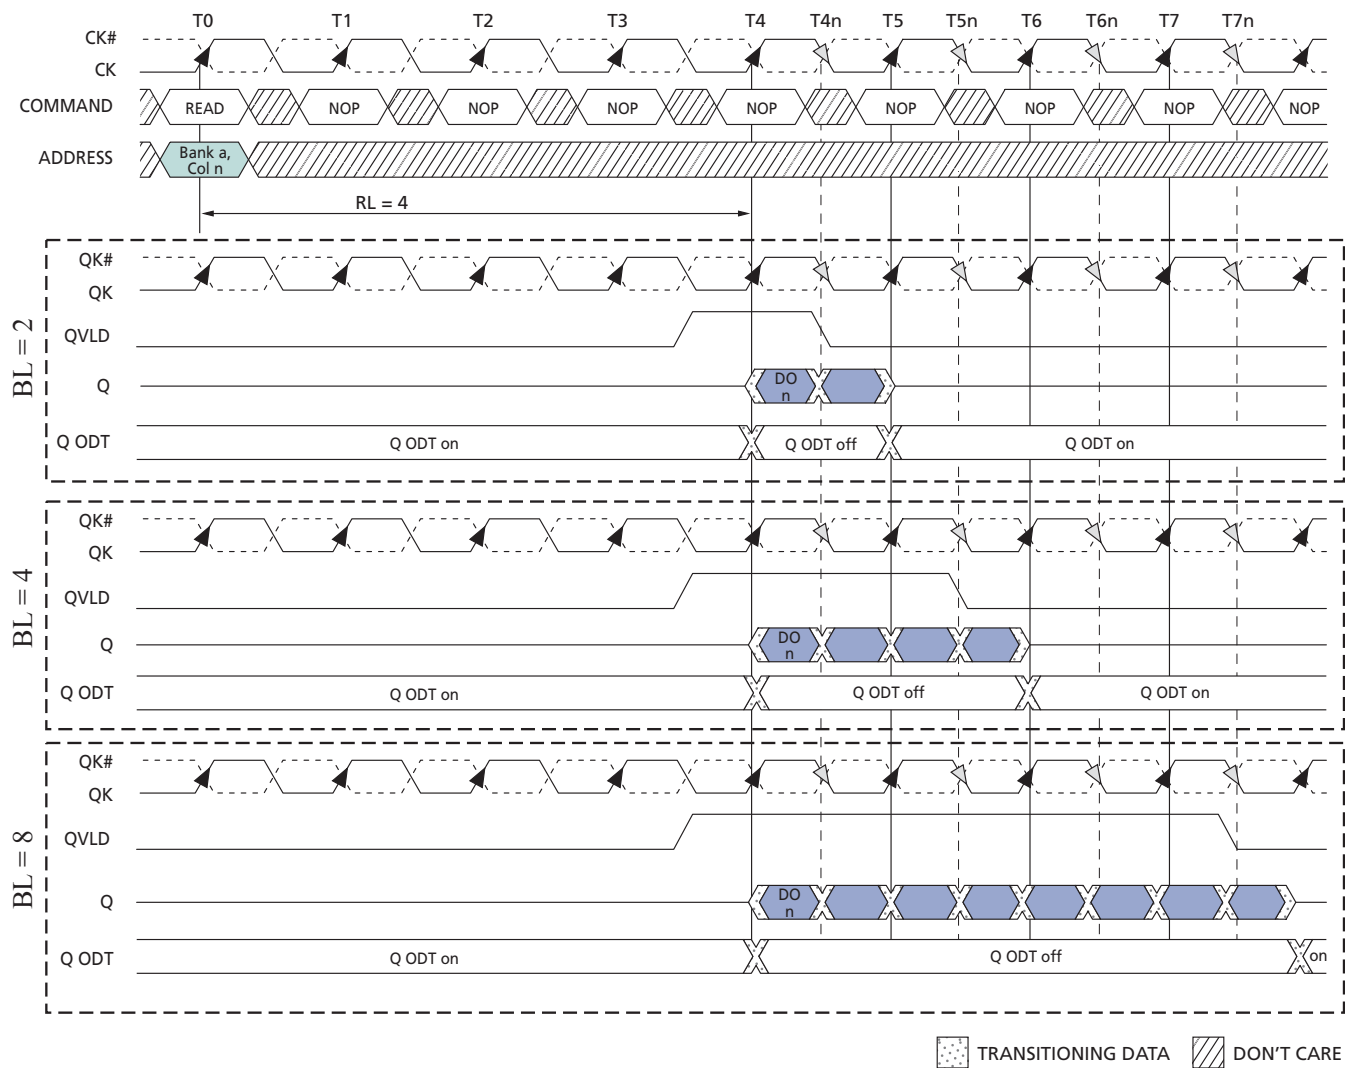 T0 T1 T2 T3 T4 T4n T5 T5n T6 T6n T7 T7n
CK#
CK
COMMAND READ NOP NOP NOP NOP NOP NOP NOP NOP
ADDRESS Bank a,
Col n
RL = 4
BL = 2
QK#
QK
QVLD
Q DO
n
Q ODT Q ODT on Q ODT off Q ODT on
BL = 4
QK#
QK
QVLD
Q DO
n
Q ODT Q ODT on Q ODT off Q ODT on
BL = 8
QK#
QK
QVLD
Q DO
n
Q ODT Q ODT on Q ODT off on
TRANSITIONING DATA DON'T CARE